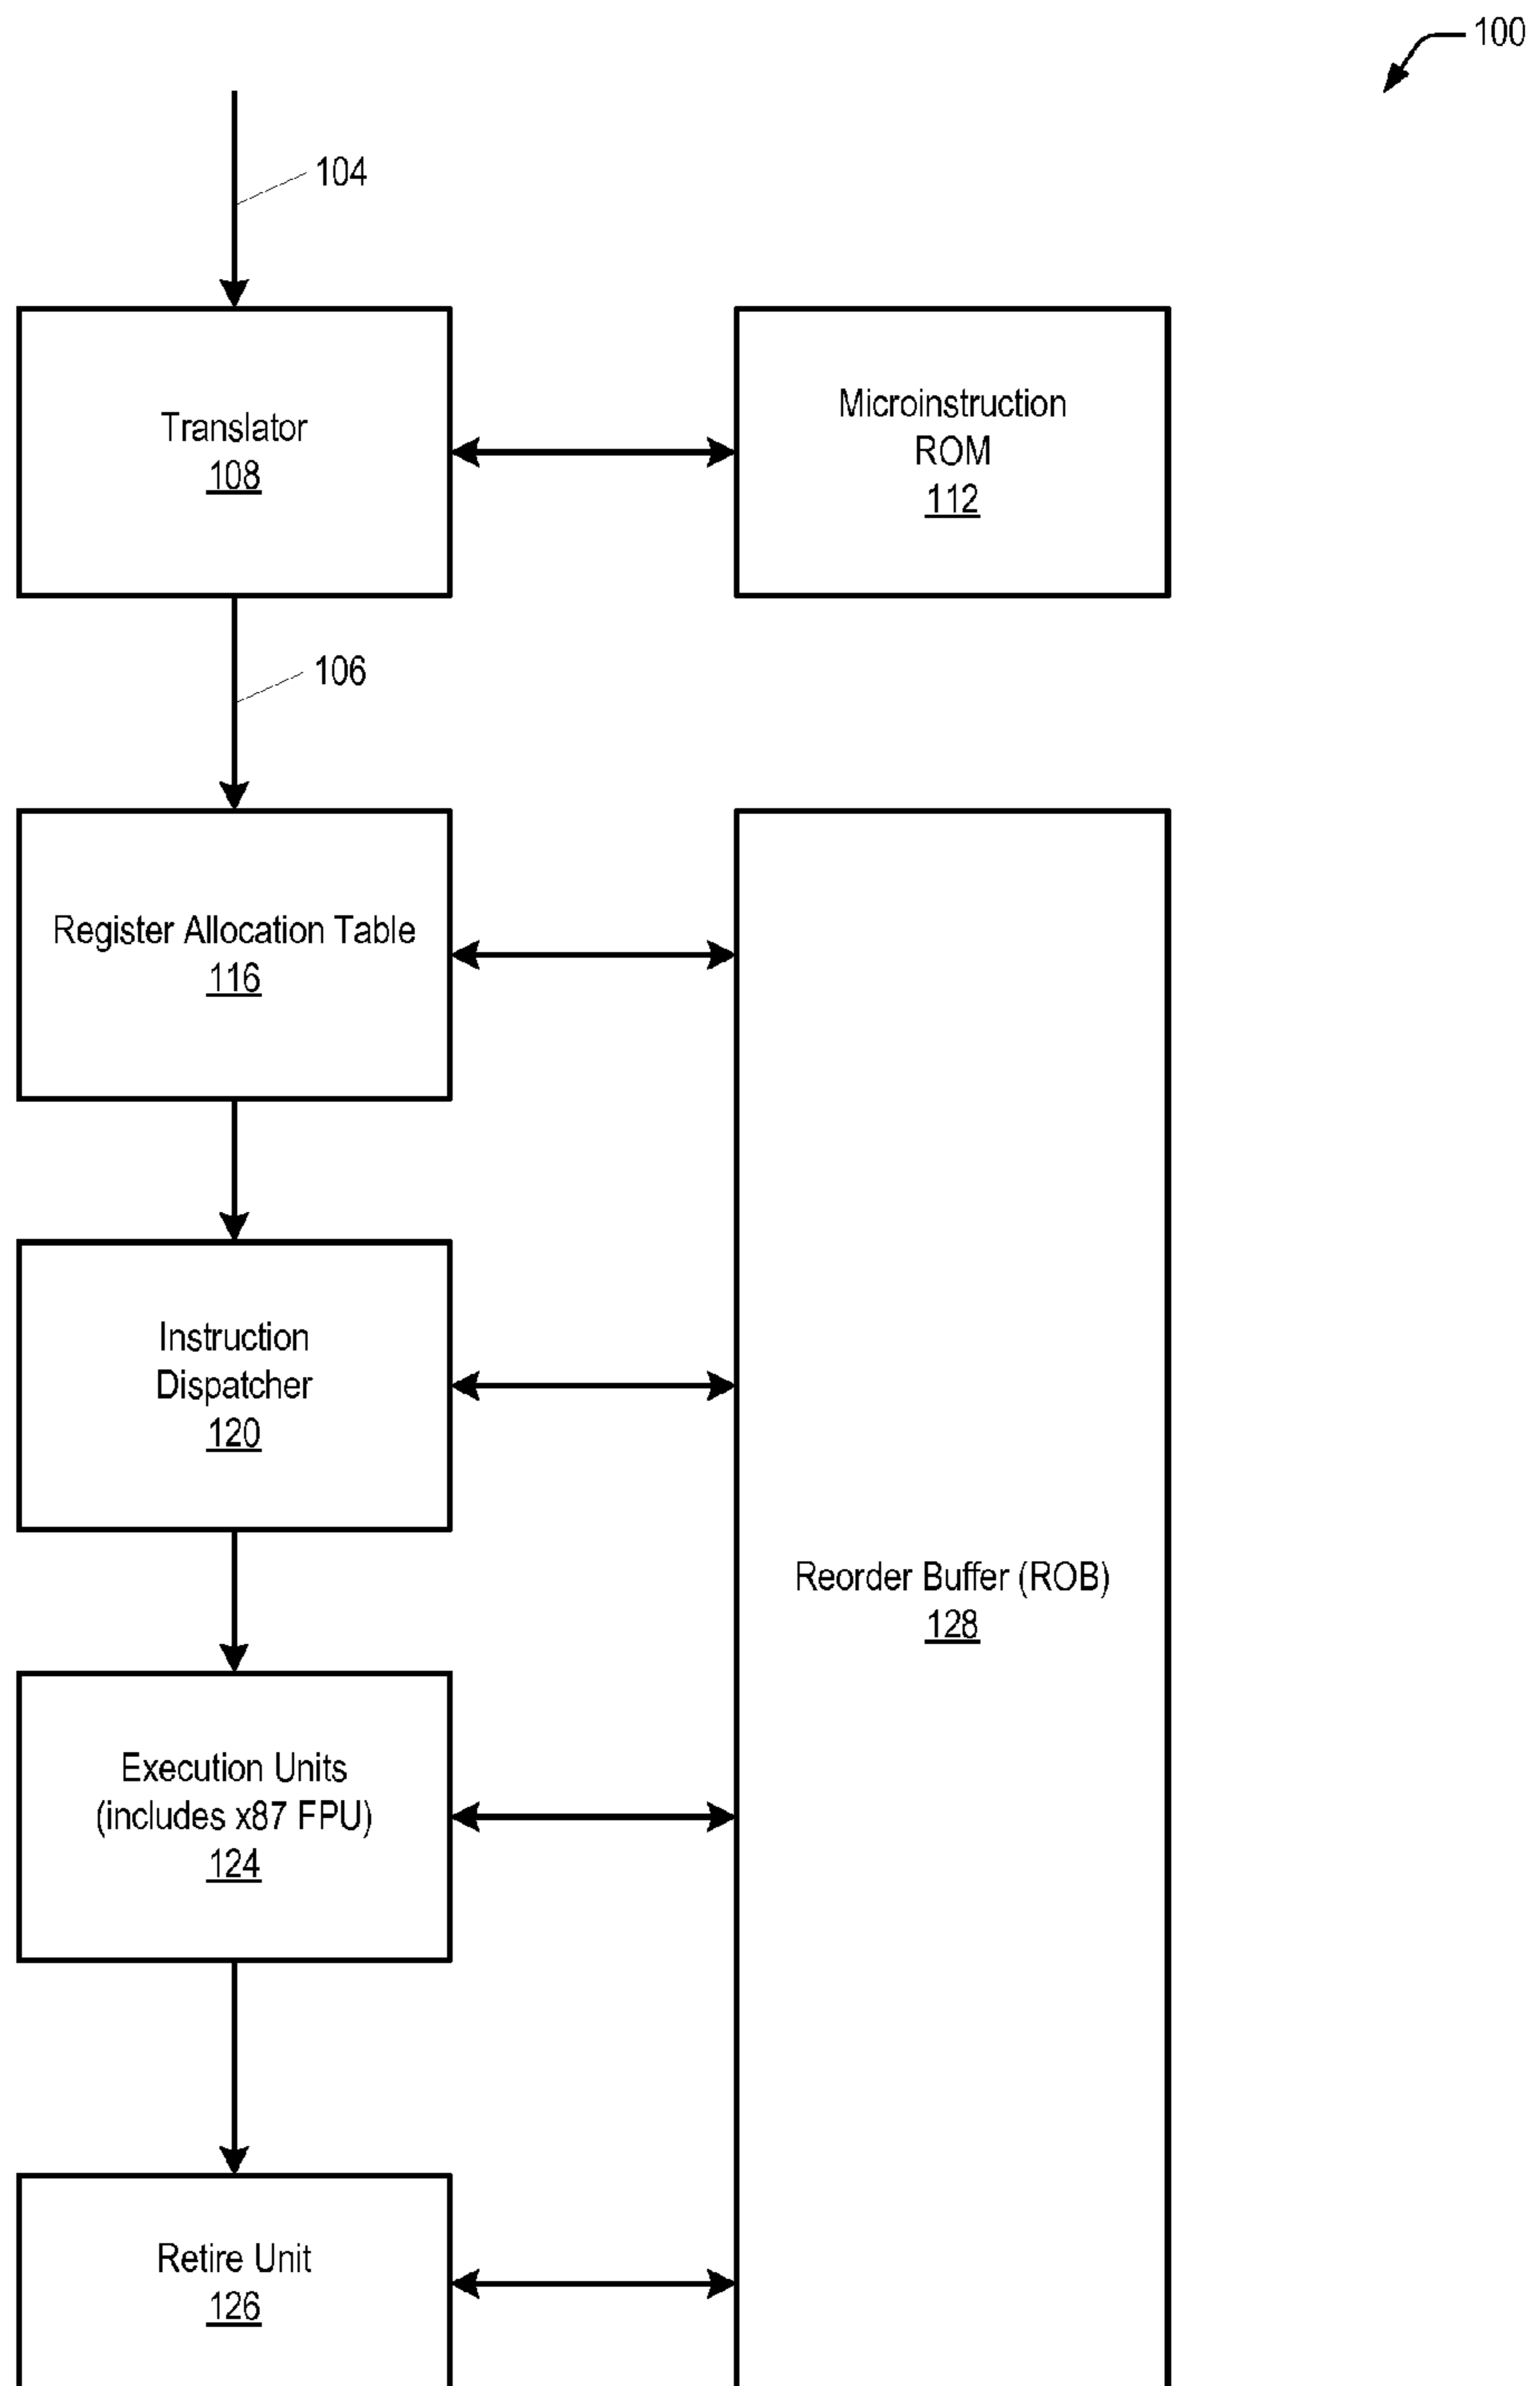 100
104
Translator
108
Microinstruction
ROM
112
106
Register Allocation Table
116
Instruction
Dispatcher
120
Reorder Buffer (ROB)
128
Execution Units
(includes x87 FPU)
124
Retire Unit
126